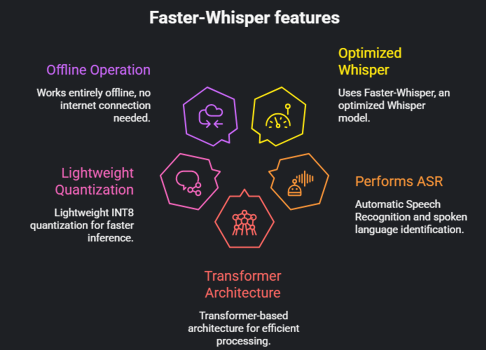 Faster-Whisper features
Offline Operation
Works entirely offline, no
internet connection
needed.
Optimized
Whisper
Uses Faster-Whisper, an
optimized Whisper
model.
Lightweight
Quantization
Lightweight INT8
quantization for faster
inference.
Performs ASR
Automatic Speech
Recognition and spoken
language identification.
Transformer
Architecture
Transformer-based
architecture for efficient
processing.